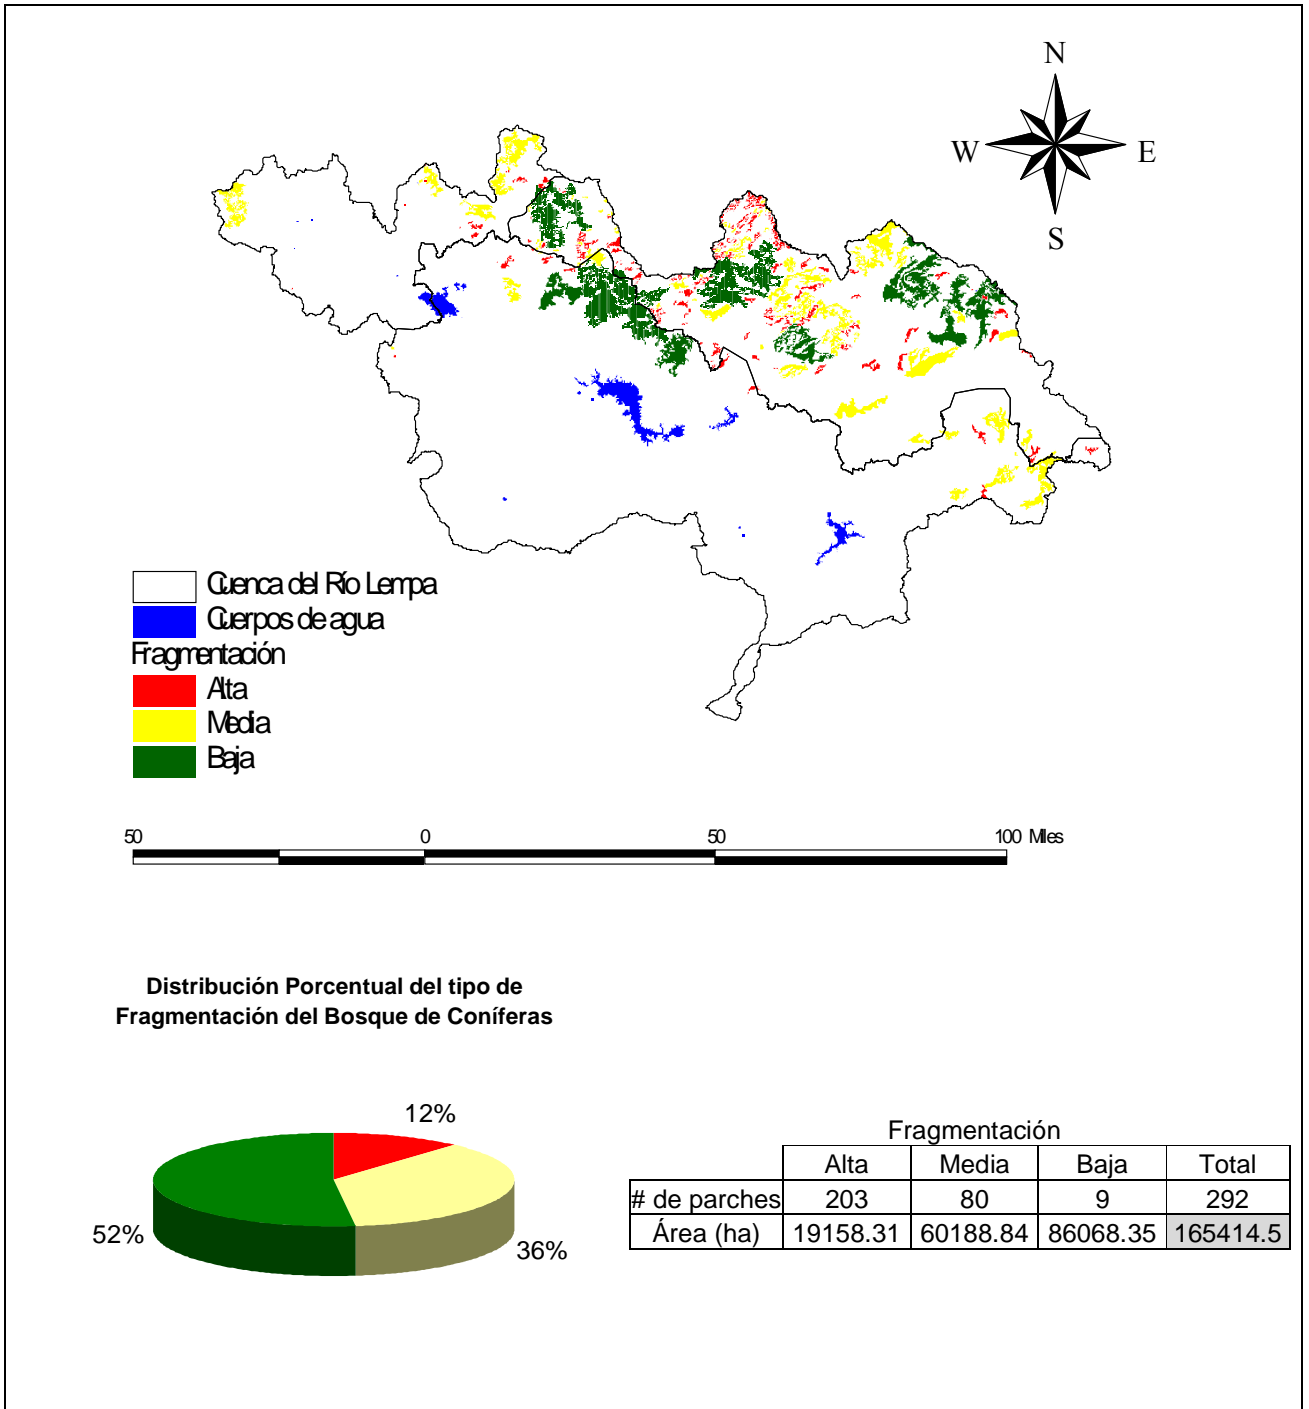 N
W
E
S
Cuenca del Río Lempa
Cuerpos de agua
Fragmentación
Alta
Media
Baja
50 0 50 100 Miles
Distribución Porcentual del tipo de
Fragmentación del Bosque de Coníferas
12%
52%
36%
Fragmentación
Alta Media Baja Total
# de parches 203 80 9 292
Área (ha) 19158.31 60188.84 86068.35 165414.5